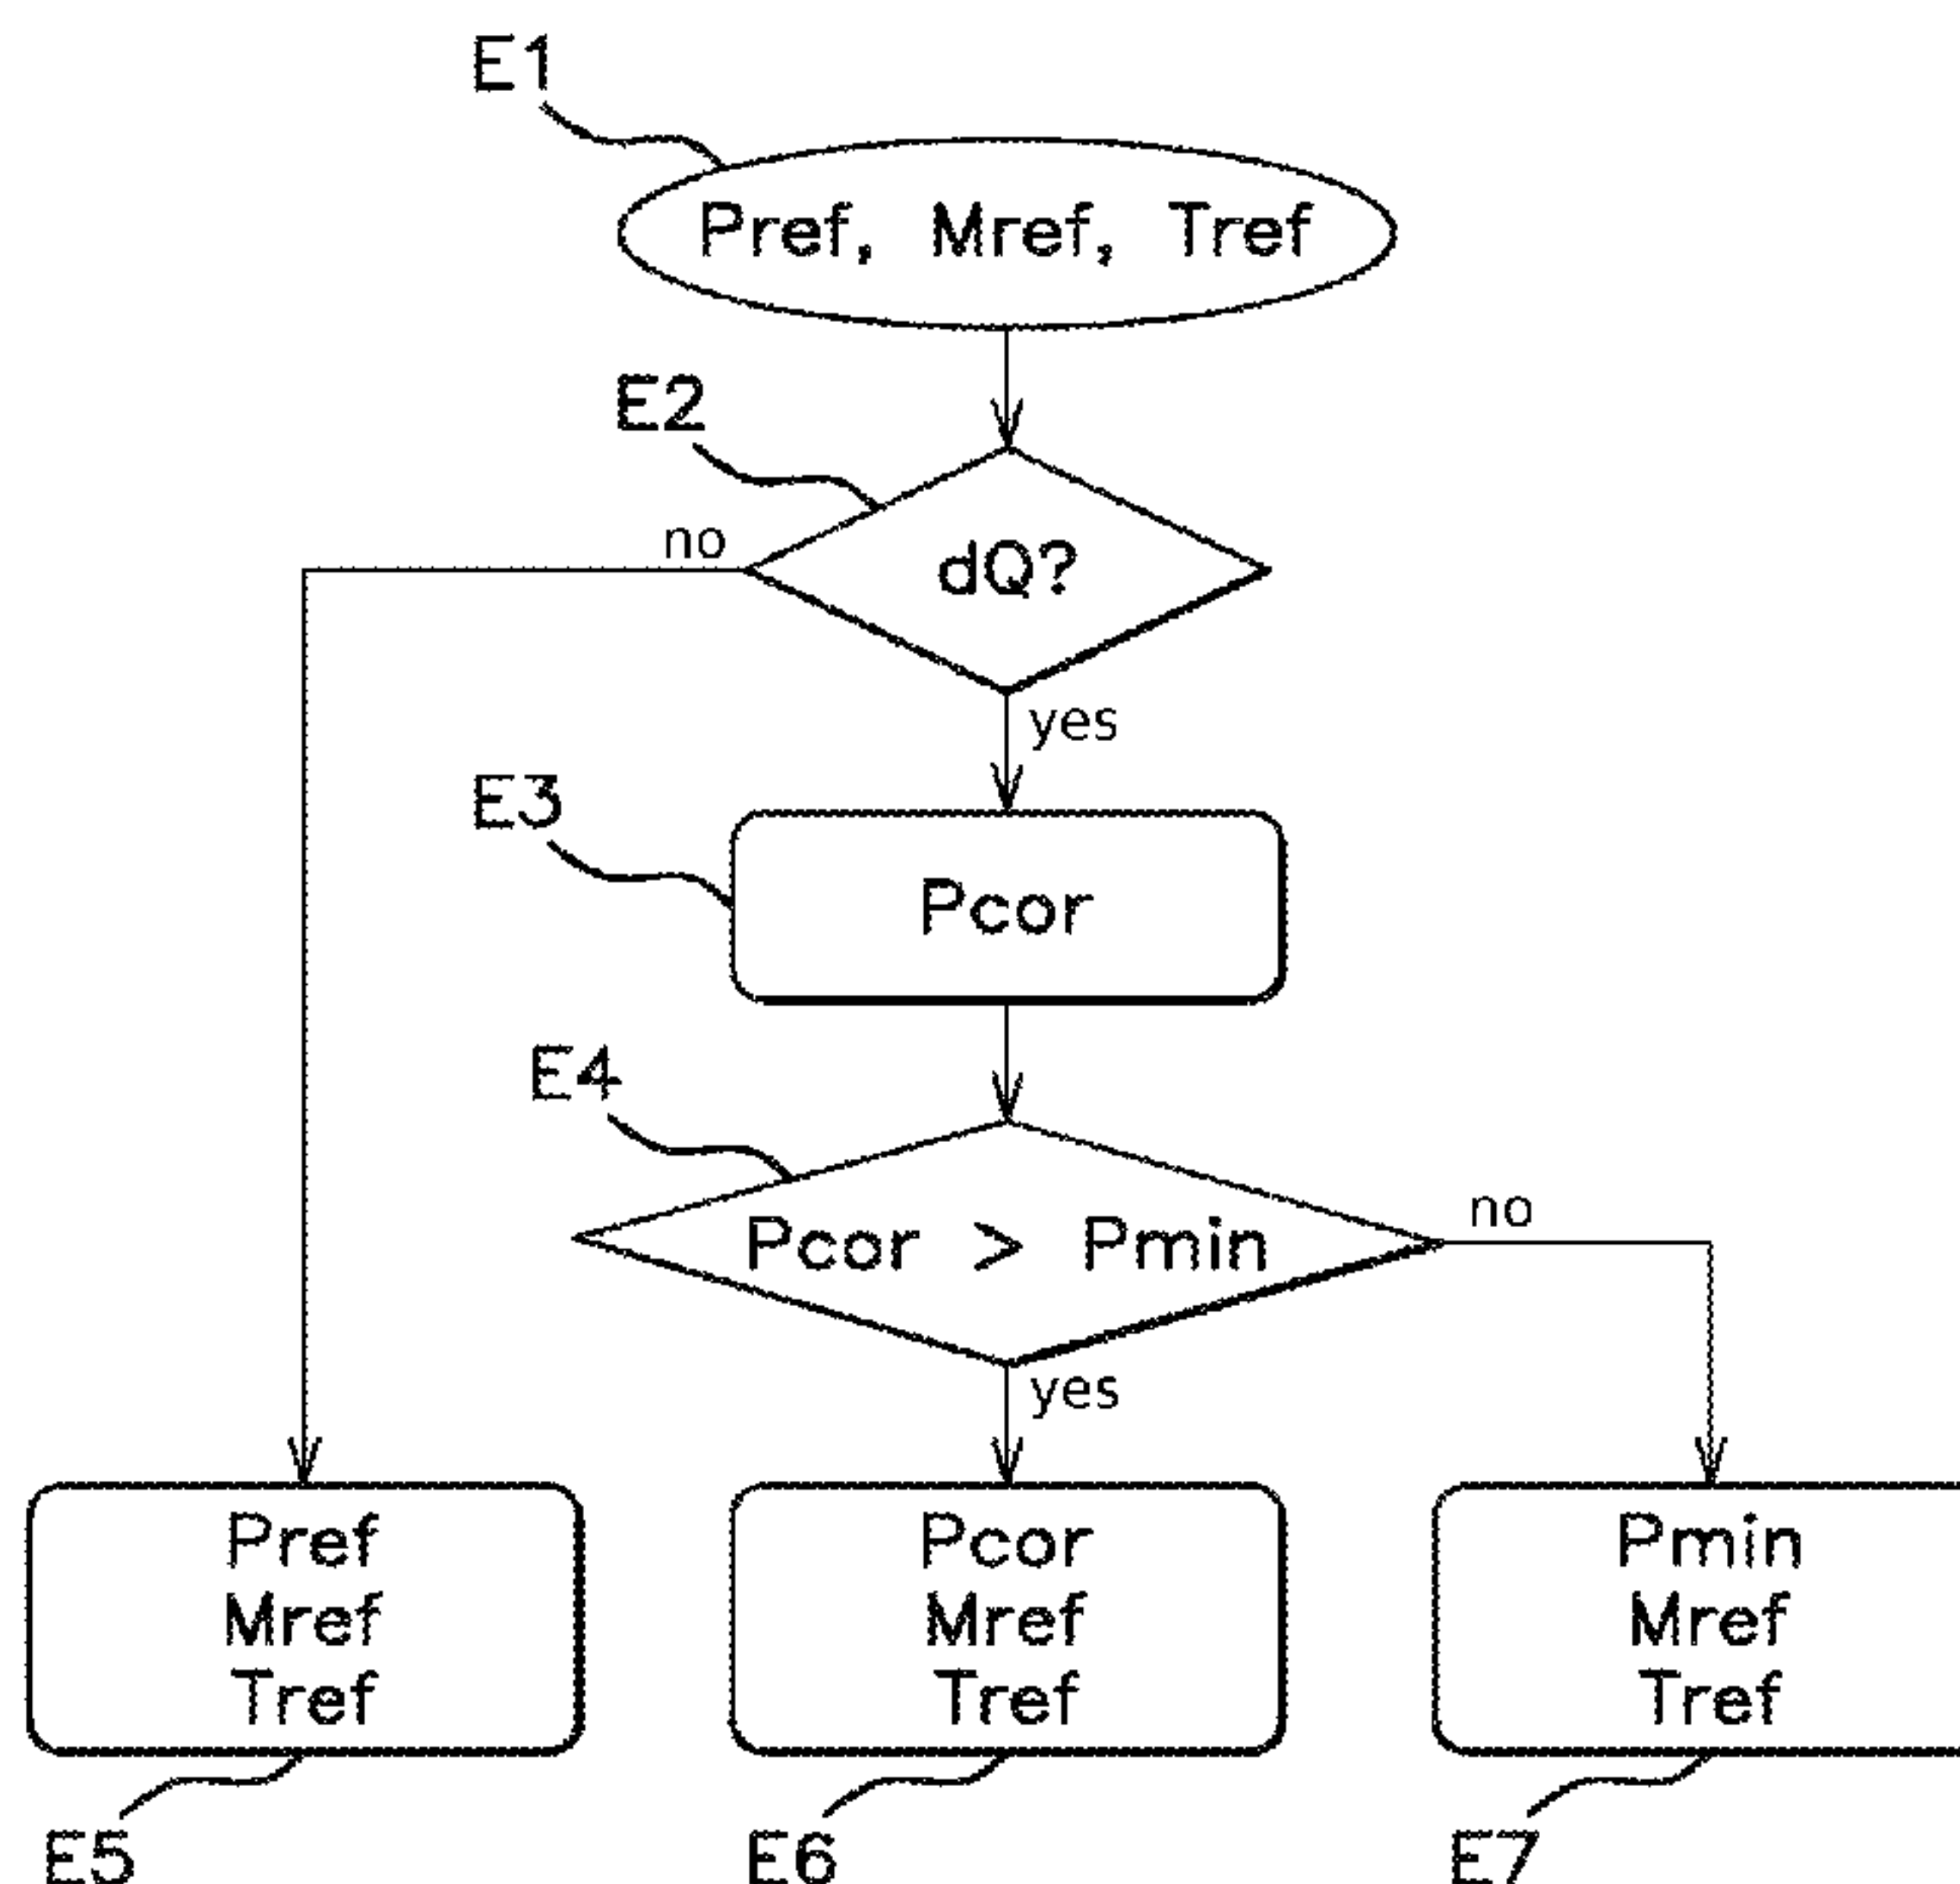 E1
Pref, Mref, Tref
E2
no
dQ?
yes
E3
Pcor
E4
Pcor > Pmin
no
yes
Pref
Mref
Tref
Pcor
Mref
Tref
Pmin
Mref
Tref
E5
E6
E7